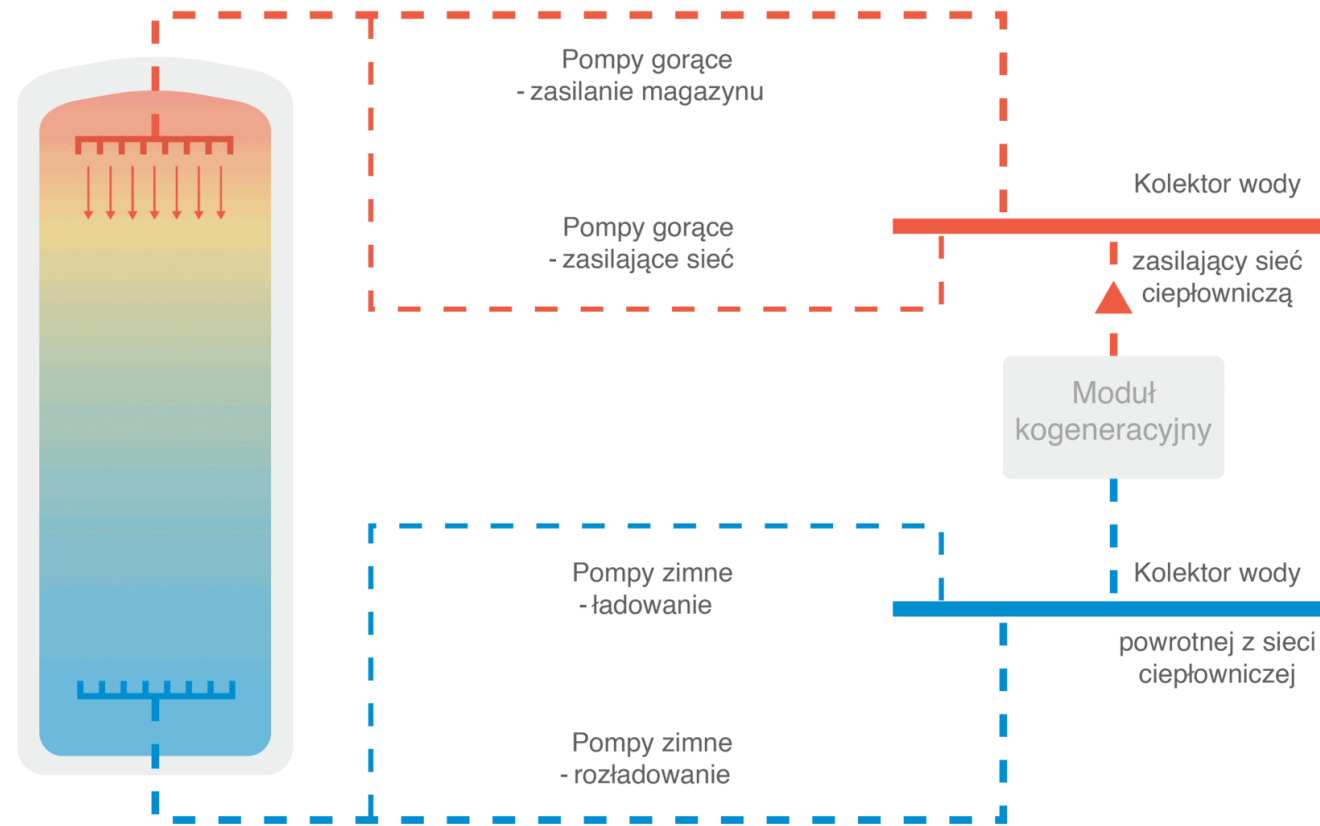 Pompy gorące
- zasilanie magazynu
Kolektor wody
Pompy gorące
- zasilające sieć
zasilający sieć
ciepłowniczą
Moduł
kogeneracyjny
Pompy zimne
- ładowanie
Kolektor wody
powrotnej z sieci
ciepłowniczej
Pompy zimne
- rozładowanie